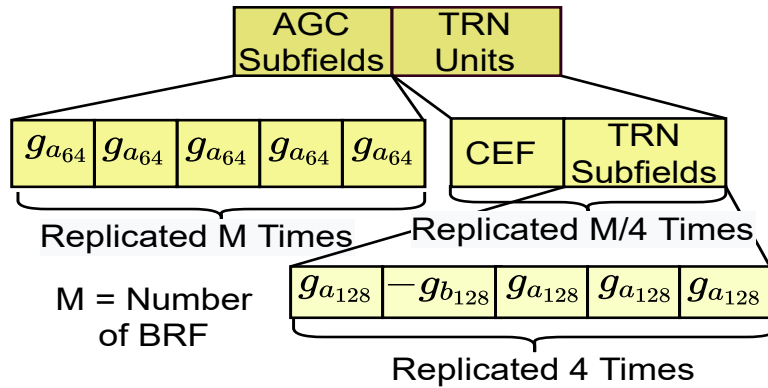 AGC Subfields TRN Units
g_{a_{64}} g_{a_{64}} g_{a_{64}} g_{a_{64}} g_{a_{64}}
CEF TRN Subfields
Replicated M Times
Replicated M/4 Times
M = Number
of BRF
g_{a_{128}} -g_{b_{128}} g_{a_{128}} g_{a_{128}} g_{a_{128}}
Replicated 4 Times